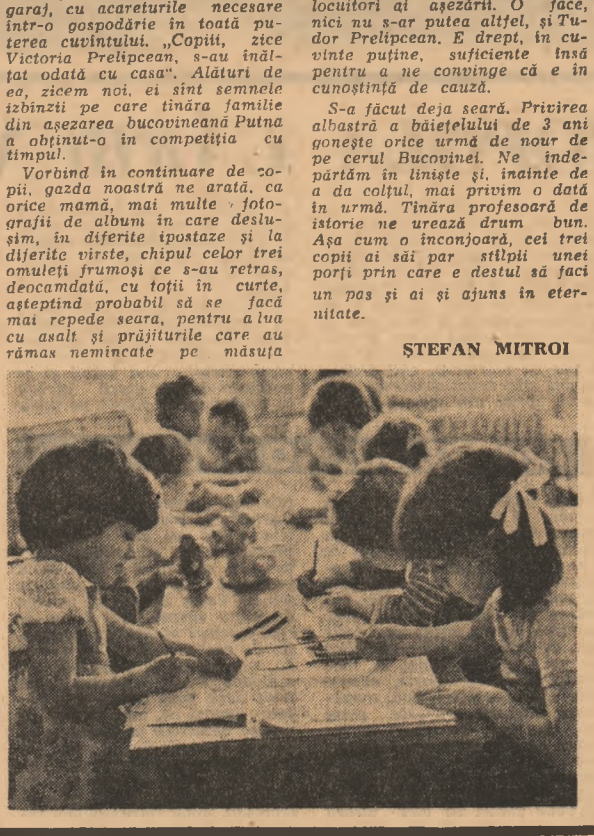 garaj, cu acareturile necesare
într-o gospodărie în toată pu-
terea cuvîntului. „Copiii, zice
Victoria Prelipcean, s-au înăl-
țat odată cu casa“. Alături de
ea, zicem noi, ei sînt semnele
izbînzii pe care tînăra familie
din așezarea bucovineană Putna
a obținut-o în competiția cu
timpul.
Vorbind în continuare de co-
pii, gazda noastră ne arată, ca
orice mamă, mai multe foto-
grafii de album în care deslu-
șim, în diferite ipostaze și la
diferite vîrste, chipul celor trei
omuleți frumoși ce s-au retras,
deocamdată, cu toții în curte,
așteptînd probabil să se facă
mai repede seara, pentru a lua
cu asalt și prăjiturile care au
rămas nemîncate pe măsuța
locuitori ai așezării. O face,
nici nu s-ar putea altfel, și Tu-
dor Prelipcean. E drept, în cu-
vinte puține, suficiente însă
pentru a ne convinge că e în
cunoștință de cauză.
S-a făcut deja seară. Privirea
albastră a băiețelului de 3 ani
gonește orice urmă de nour de
pe cerul Bucovinei. Ne înde-
părtăm în liniște și, înainte de
a da colțul, mai privim o dată
în urmă. Tînăra profesoară de
istorie ne urează drum bun.
Așa cum o înconjoară, cei trei
copii ai săi par stîlpii unei
porți prin care e destul să faci
un pas și ai și ajuns în eter-
nitate.
ȘTEFAN MITROI